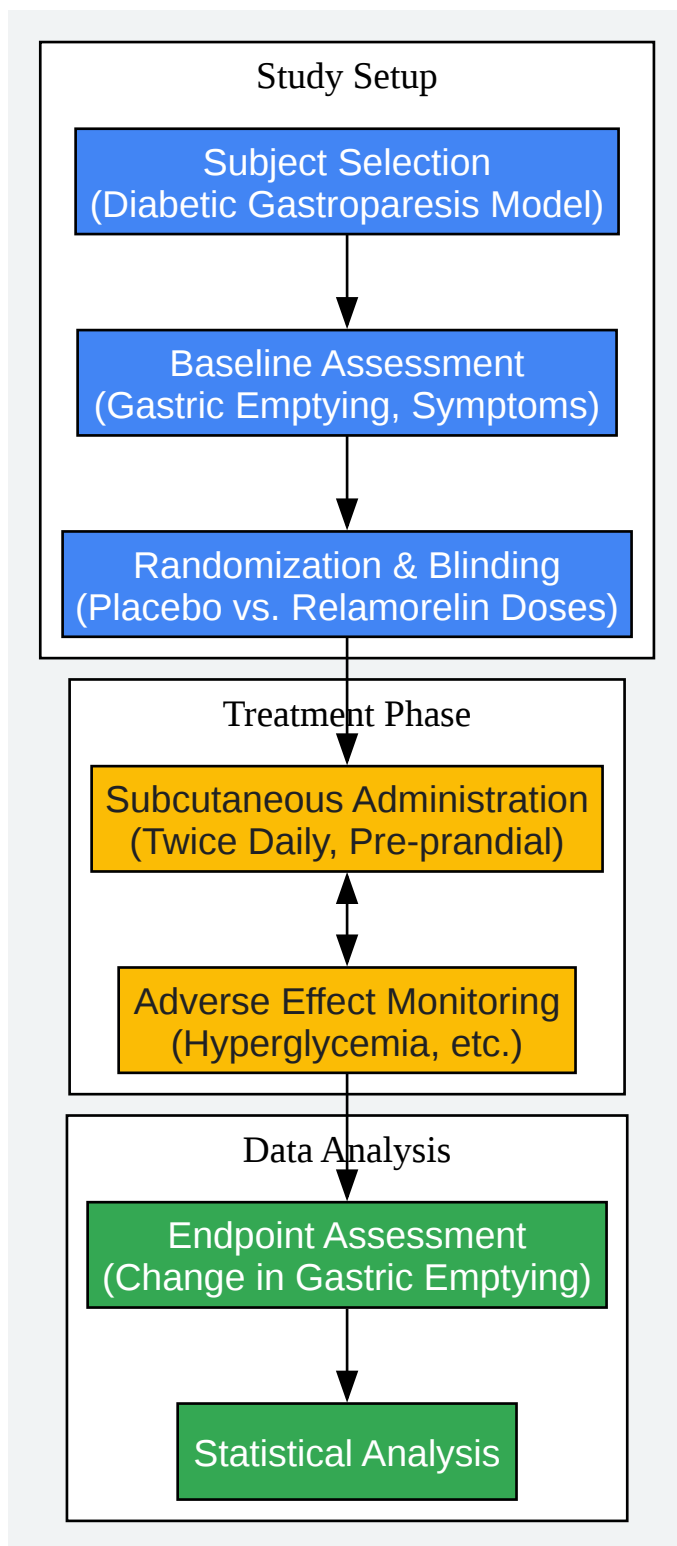 Study Setup
Subject Selection
(Diabetic Gastroparesis Model)
Baseline Assessment
(Gastric Emptying, Symptoms)
Randomization & Blinding
(Placebo vs. Relamorelin Doses)
Treatment Phase
Subcutaneous Administration
(Twice Daily, Pre-prandial)
Adverse Effect Monitoring
(Hyperglycemia, etc.)
Data Analysis
Endpoint Assessment
(Change in Gastric Emptying)
Statistical Analysis